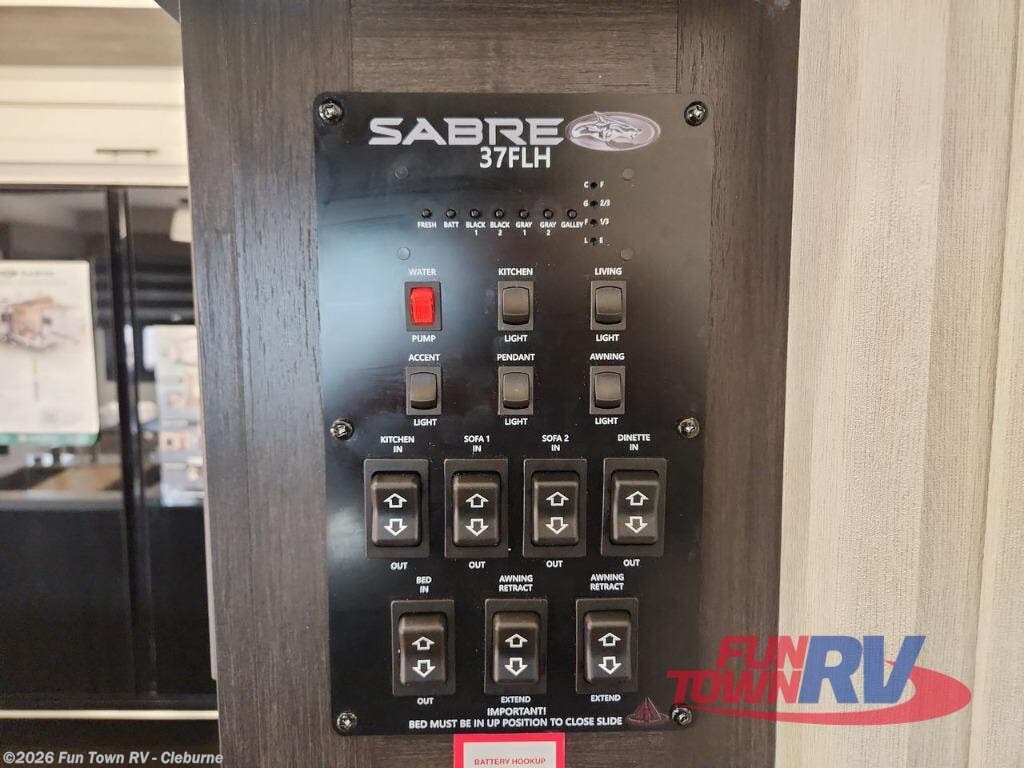 SABRE
37FLH
C F
G 2/3
F 1/3
L E
FRESH BATT BLACK 1 BLACK 2 GRAY 1 GRAY 2 GALLEY
WATER KITCHEN LIVING
PUMP LIGHT LIGHT
ACCENT PENDANT AWNING
LIGHT LIGHT LIGHT
KITCHEN SOFA 1 SOFA 2 DINETTE
IN IN IN IN
OUT OUT OUT OUT
BED AWNING AWNING
IN RETRACT RETRACT
OUT EXTEND EXTEND
IMPORTANT!
BED MUST BE IN UP POSITION TO CLOSE SLIDE
BATTERY HOOKUP
FUN
TOWN RV
©2026 Fun Town RV - Cleburne